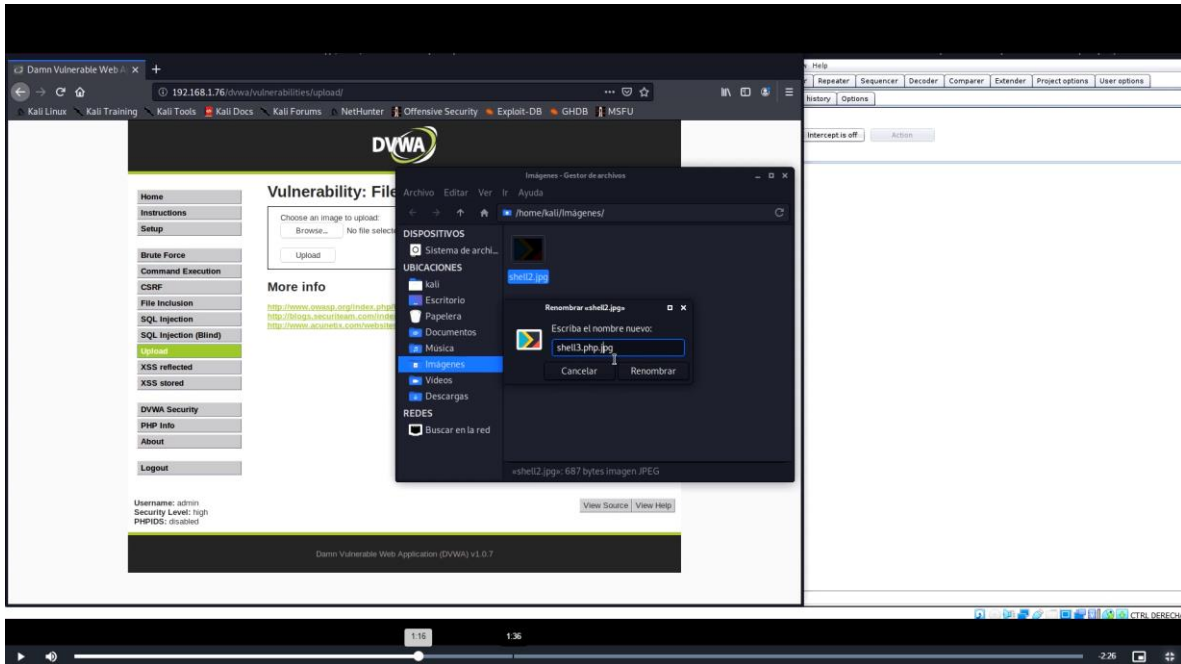 Damn Vulnerable Web A
Help
Repeater Sequencer Decoder Comparer Extender Project options User options
192.168.1.76/dvwa/vulnerabilities/upload/
history Options
Kali Linux Kali Training Kali Tools Kali Docs Kali Forums NetHunter Offensive Security Exploit-DB GHDB MSFU
Intercept is off Action
DVWA
Home
Instructions
Setup
Brute Force
Command Execution
CSRF
File Inclusion
SQL Injection
SQL Injection (Blind)
Upload
XSS reflected
XSS stored
DVWA Security
PHP Info
About
Logout
Vulnerability: File
Choose an image to upload:
Browse... No file select
Upload
More info
http://www.owasp.org/index.php/
http://blogs.securiteam.com/inde
http://www.acunetix.com/website
Imágenes - Gestor de archivos
Archivo Editar Ver Ir Ayuda
/home/kali/Imágenes/
DISPOSITIVOS
Sistema de archi...
UBICACIONES
kali
Escritorio
Papelera
Documentos
Música
Imágenes
Vídeos
Descargas
REDES
Buscar en la red
shell2.jpg
Renombrar «shell2.jpg»
Escriba el nombre nuevo:
shell3.php.jpg
Cancelar Renombrar
«shell2.jpg»: 687 bytes imagen JPEG
Username: admin
Security Level: high
PHPIDS: disabled
View Source View Help
Damn Vulnerable Web Application (DVWA) v1.0.7
CTRL DERECH
1:16 1:36
-2:26